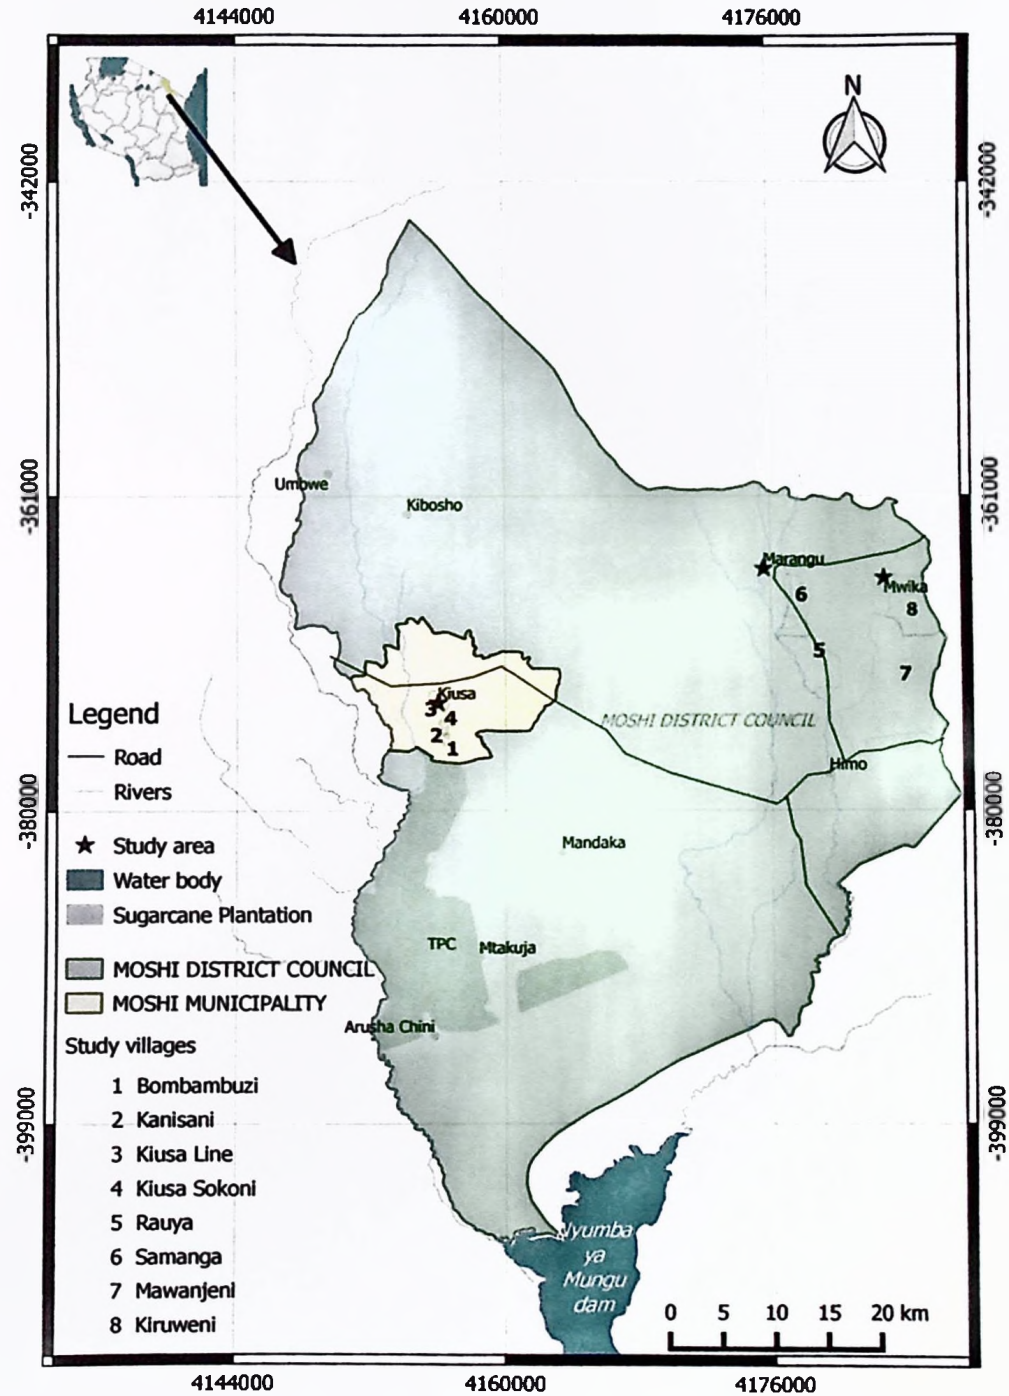 4144000 4160000 4176000
N
-342000 -342000
Umbwe
-361000 -361000
Kibosho
Marangu
Mwika
6
8
5
7
Kiusa
3
4
2
1
MOSHI DISTRICT COUNCIL
Himo
-380000 -380000
Mandaka
TPC Mtakuja
Arusha Chini
-399000 -399000
Nyumba
ya
Mungu
dam
Legend
Road
Rivers
Study area
Water body
Sugarcane Plantation
MOSHI DISTRICT COUNCIL
MOSHI MUNICIPALITY
Study villages
1 Bombambuzi
2 Kanisani
3 Kiusa Line
4 Kiusa Sokoni
5 Rauya
6 Samanga
7 Mawanjeni
8 Kiruweni
0 5 10 15 20 km
4144000 4160000 4176000